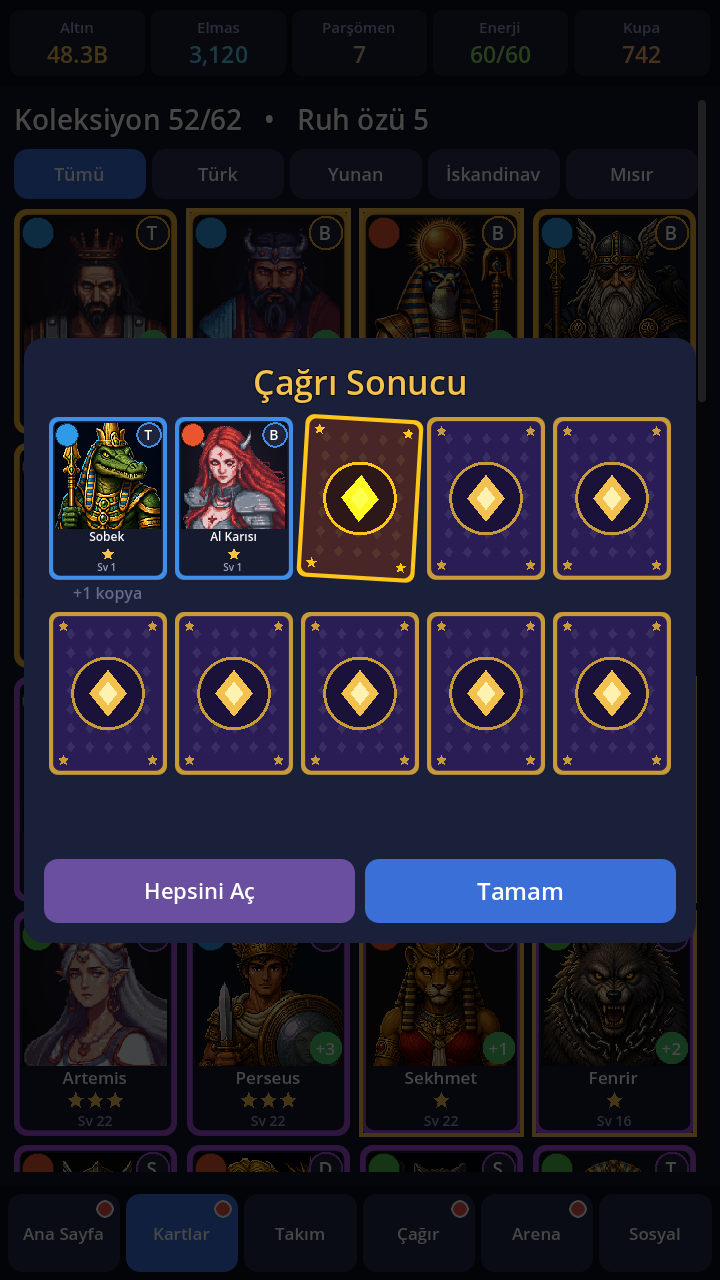 Altın Elmas Parşömen Enerji Kupa
48.3B 3,120 7 60/60 742
Koleksiyon 52/62 • Ruh özü 5
Tümü Türk Yunan İskandinav Mısır
T B B B
Çağrı Sonucu
T B
Sobek Al Karısı
Sv 1 Sv 1
+1 kopya
Hepsini Aç Tamam
+3 +1 +2
Artemis Perseus Sekhmet Fenrir
Sv 22 Sv 22 Sv 22 Sv 16
S D S T
Ana Sayfa Kartlar Takım Çağır Arena Sosyal